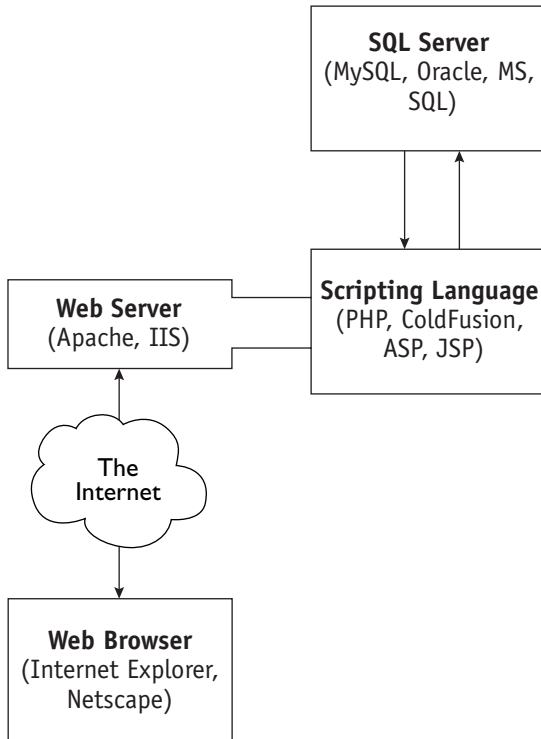 SQL Server
(MySQL, Oracle, MS,
SQL)
Scripting Language
(PHP, ColdFusion,
ASP, JSP)
Web Server
(Apache, IIS)
The
Internet
Web Browser
(Internet Explorer,
Netscape)